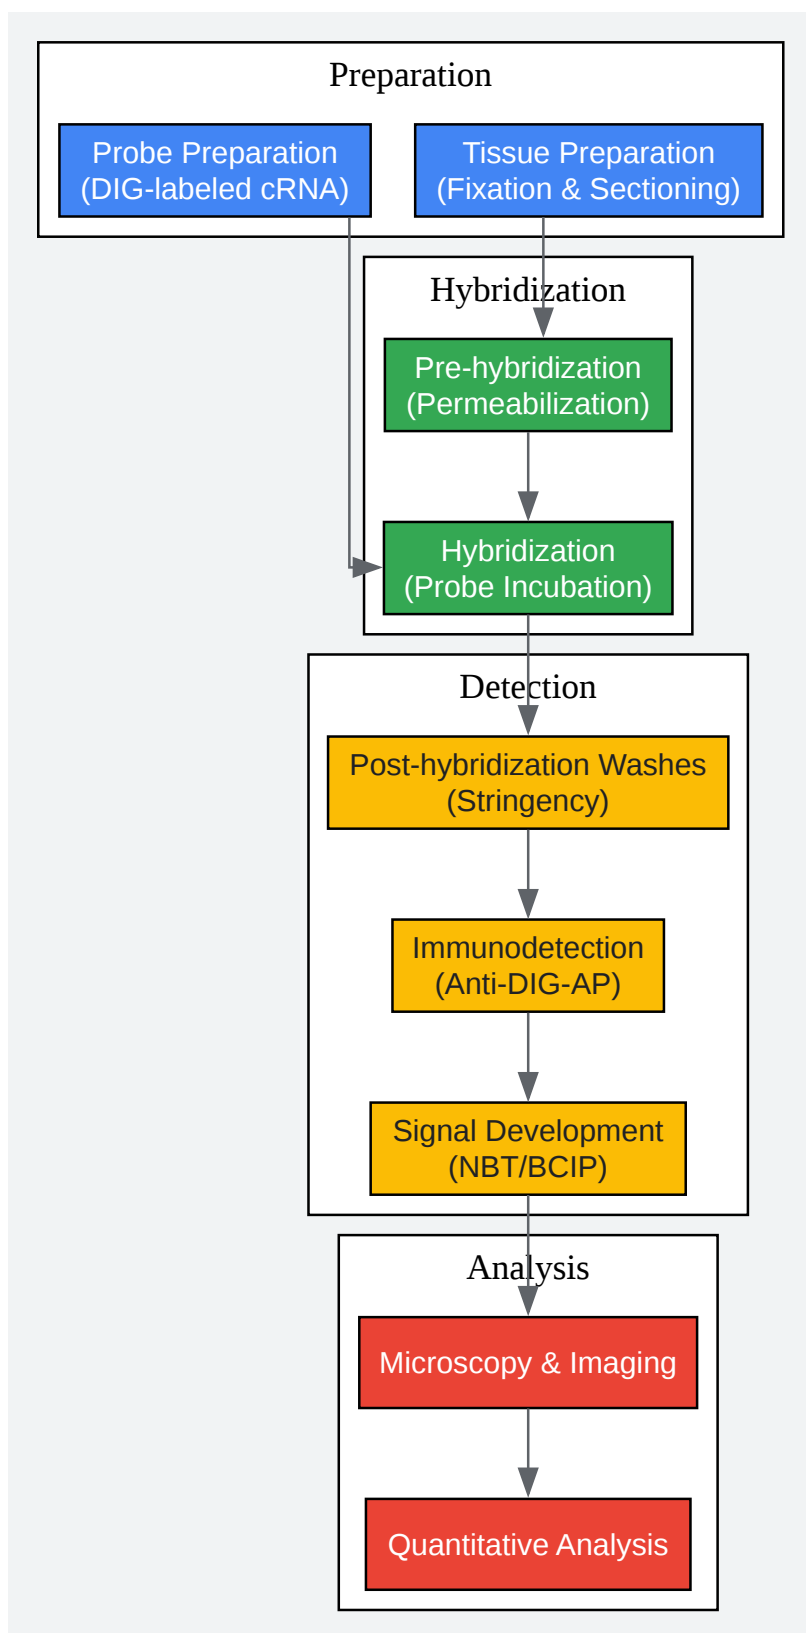 Preparation
Probe Preparation
(DIG-labeled cRNA)
Tissue Preparation
(Fixation & Sectioning)
Hybridization
Pre-hybridization
(Permeabilization)
Hybridization
(Probe Incubation)
Detection
Post-hybridization Washes
(Stringency)
Immunodetection
(Anti-DIG-AP)
Signal Development
(NBT/BCIP)
Analysis
Microscopy & Imaging
Quantitative Analysis